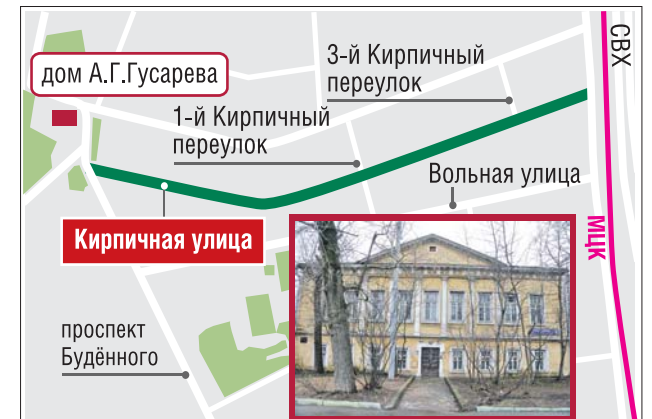 дом А.Г.Гусарева
3-й Кирпичный
переулок
1-й Кирпичный
переулок
СВХ
Вольная улица
Кирпичная улица
МЦК
проспект
Будённого